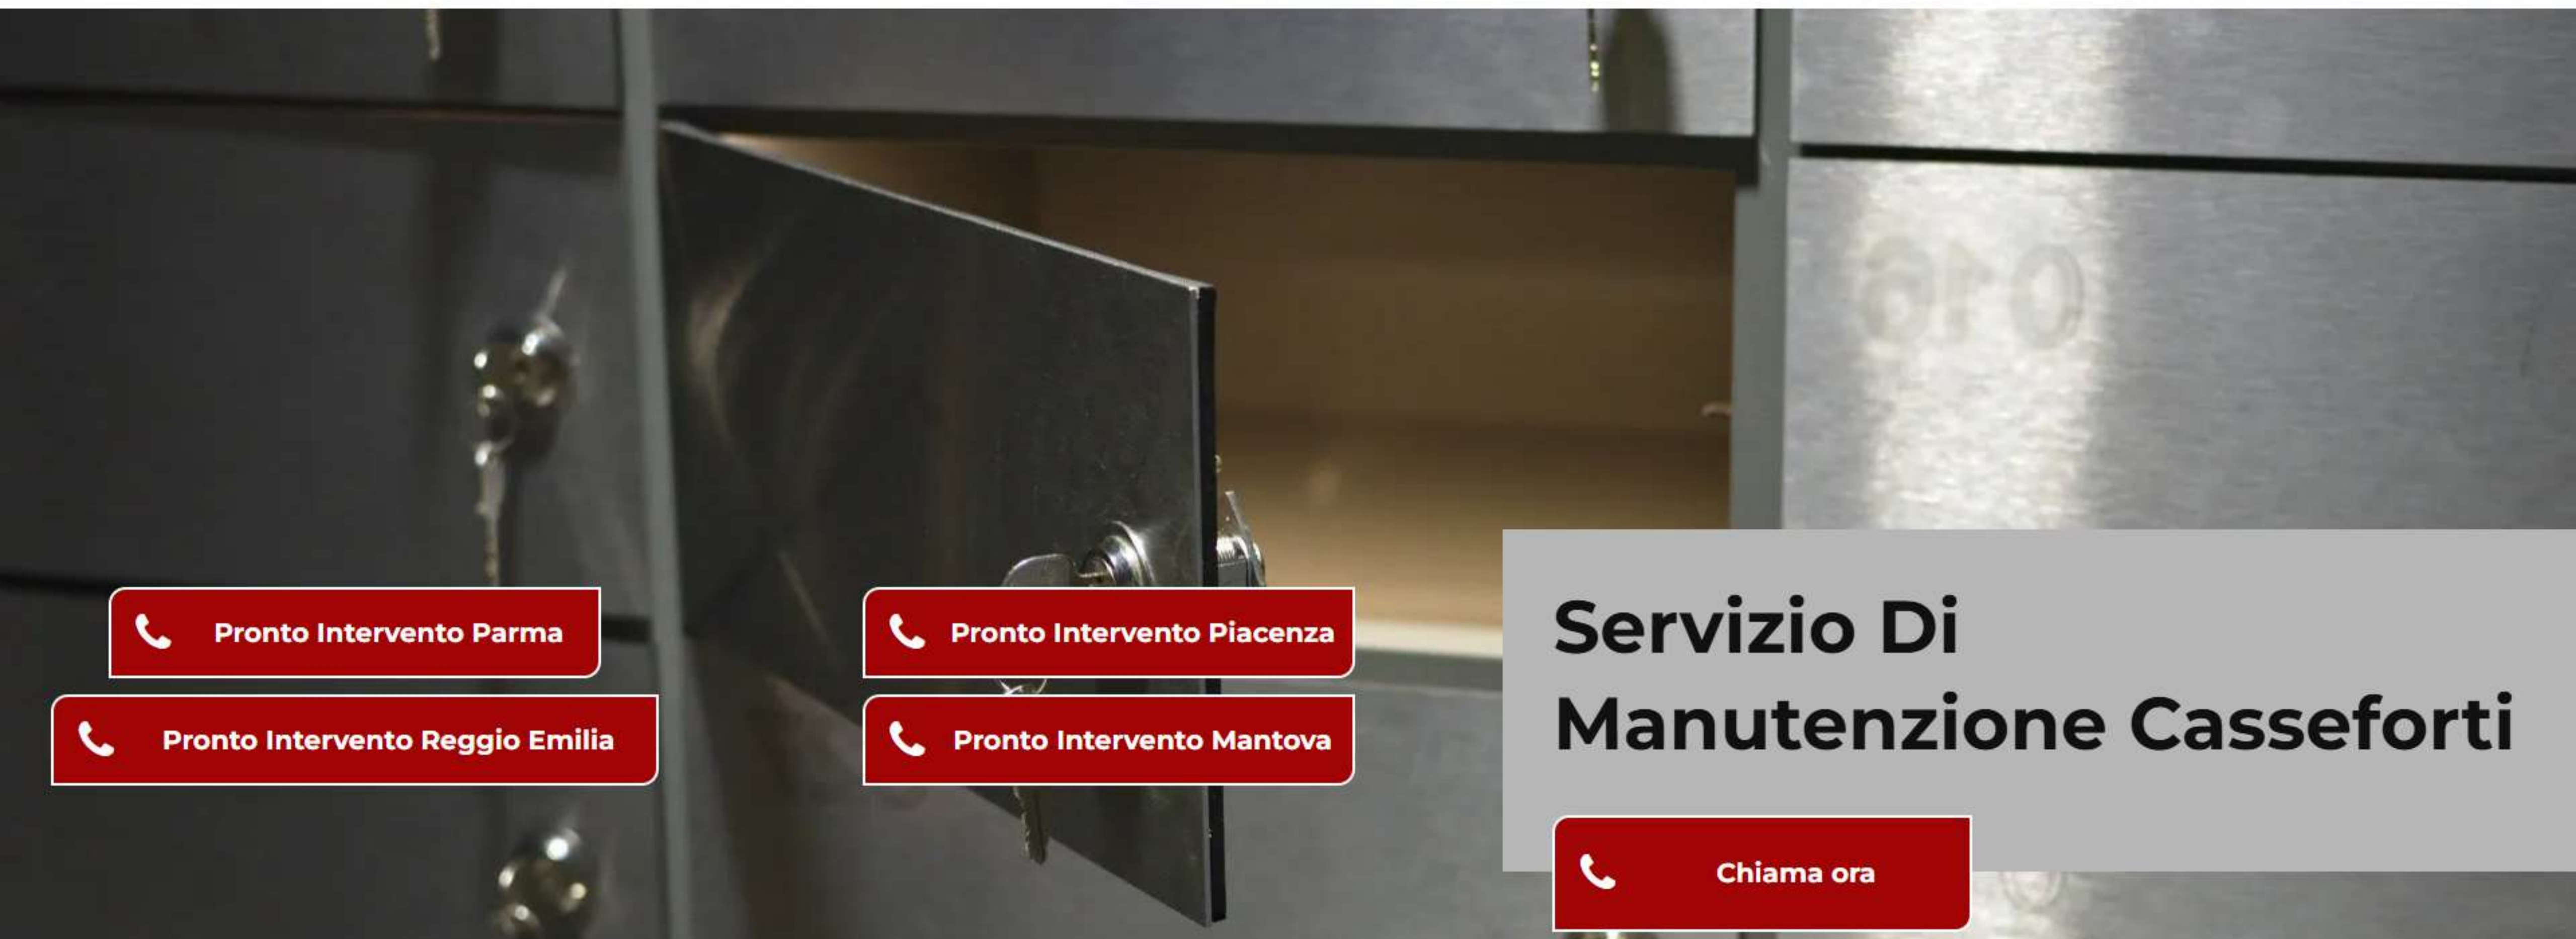 Pronto Intervento Parma
Pronto Intervento Piacenza
Pronto Intervento Reggio Emilia
Pronto Intervento Mantova
Servizio Di
Manutenzione Casseforti
Chiama ora